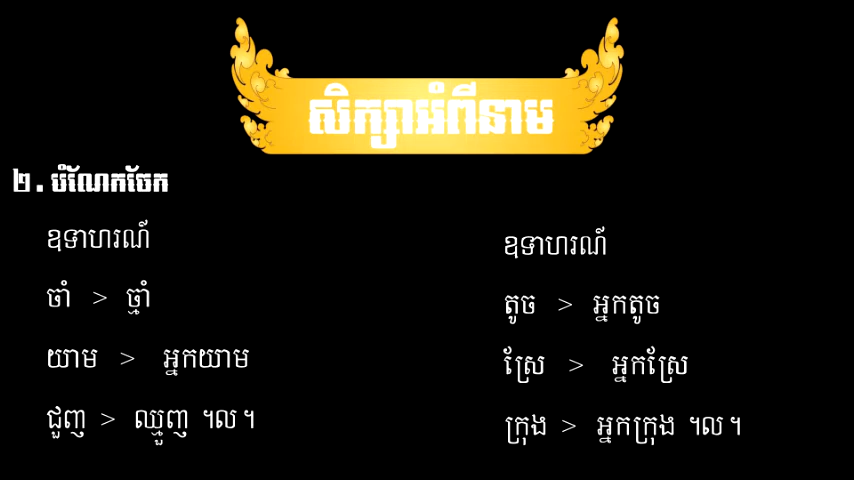 សិក្សាអំពីនាម
២. បំណែកចែក
ឧទាហរណ៍
ចាំ > ច្មាំ
យាម > អ្នកយាម
ជួញ > ឈ្មួញ ។ល។
ឧទាហរណ៍
តូច > អ្នកតូច
ស្រែ > អ្នកស្រែ
ក្រុង > អ្នកក្រុង ។ល។